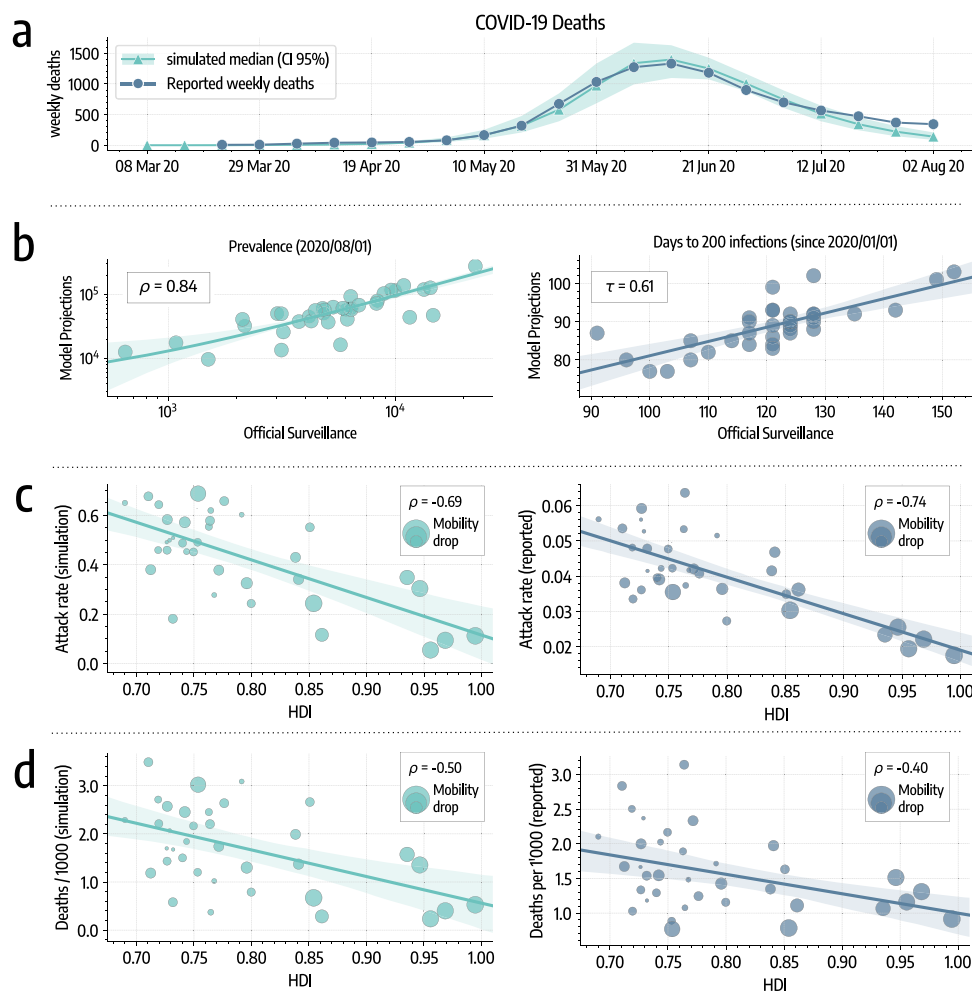 a
COVID-19 Deaths
weekly deaths
1500
1000
500
0
simulated median (CI 95%)
Reported weekly deaths
08 Mar 20 29 Mar 20 19 Apr 20 10 May 20 31 May 20 21 Jun 20 12 Jul 20 02 Aug 20
b
Prevalence (2020/08/01)
Model Projections
10⁵
10⁴
ρ = 0.84
10³ 10⁴
Official Surveillance
Days to 200 infections (since 2020/01/01)
Model Projections
100
90
80
τ = 0.61
90 100 110 120 130 140 150
Official Surveillance
c
Attack rate (simulation)
0.6
0.4
0.2
0.0
ρ = -0.69
Mobility
drop
0.70 0.75 0.80 0.85 0.90 0.95 1.00
HDI
Attack rate (reported)
0.06
0.05
0.04
0.03
0.02
ρ = -0.74
Mobility
drop
0.70 0.75 0.80 0.85 0.90 0.95 1.00
HDI
d
Deaths / 1000 (simulation)
3.0
2.0
1.0
0.0
ρ = -0.50
Mobility
drop
0.70 0.75 0.80 0.85 0.90 0.95 1.00
HDI
Deaths per 1'000 (reported)
3.0
2.5
2.0
1.5
1.0
ρ = -0.40
Mobility
drop
0.70 0.75 0.80 0.85 0.90 0.95 1.00
HDI